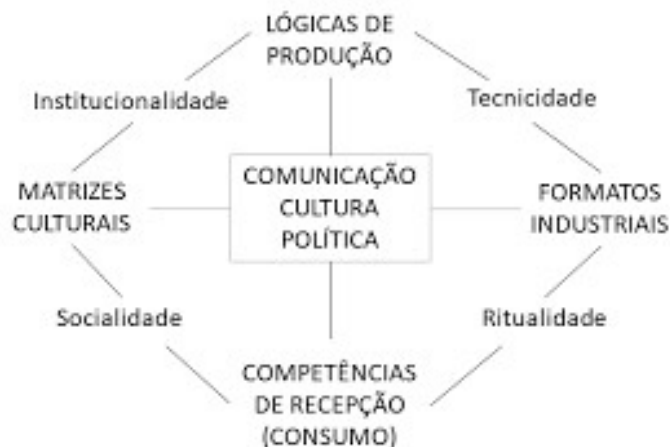 LÓGICAS DE
PRODUÇÃO
Institucionalidade
Tecnicidade
MATRIZES
CULTURAIS
COMUNICAÇÃO
CULTURA
POLÍTICA
FORMATOS
INDUSTRIAIS
Socialidade
Ritualidade
COMPETÊNCIAS
DE RECEPÇÃO
(CONSUMO)